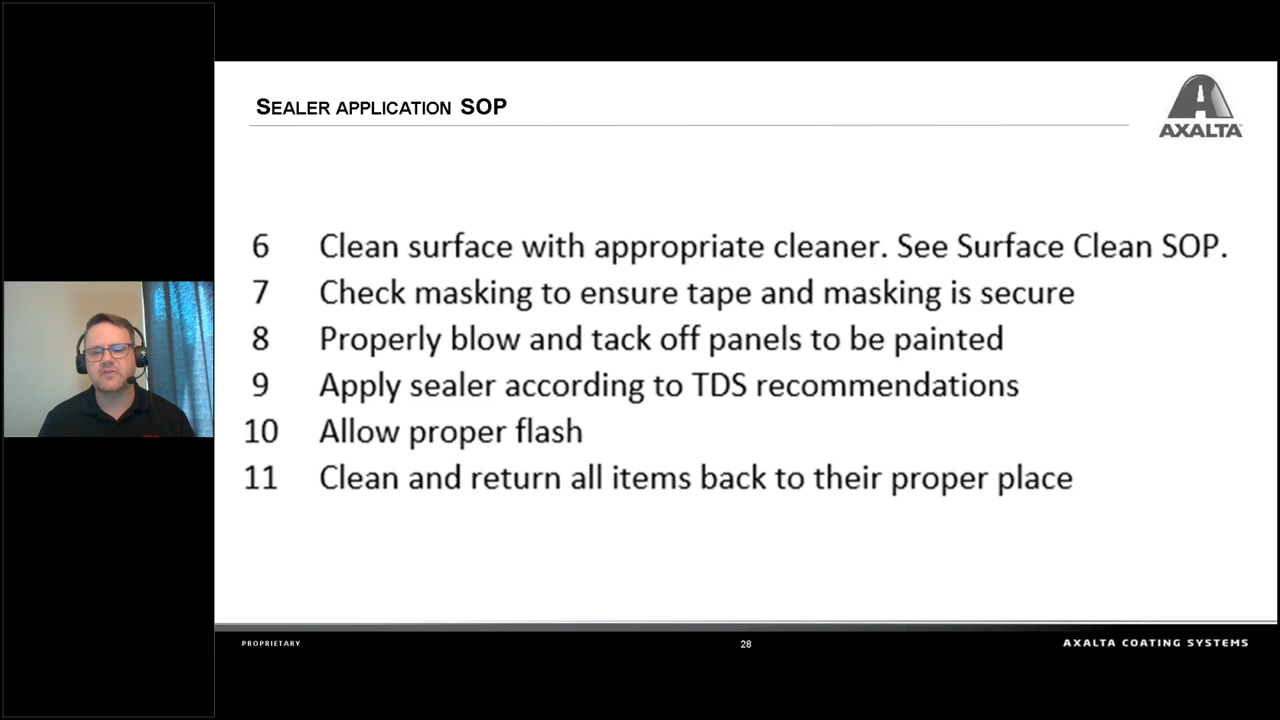 SEALER APPLICATION SOP
AXALTA
6 Clean surface with appropriate cleaner. See Surface Clean SOP.
7 Check masking to ensure tape and masking is secure
8 Properly blow and tack off panels to be painted
9 Apply sealer according to TDS recommendations
10 Allow proper flash
11 Clean and return all items back to their proper place
PROPRIETARY 28 AXALTA COATING SYSTEMS